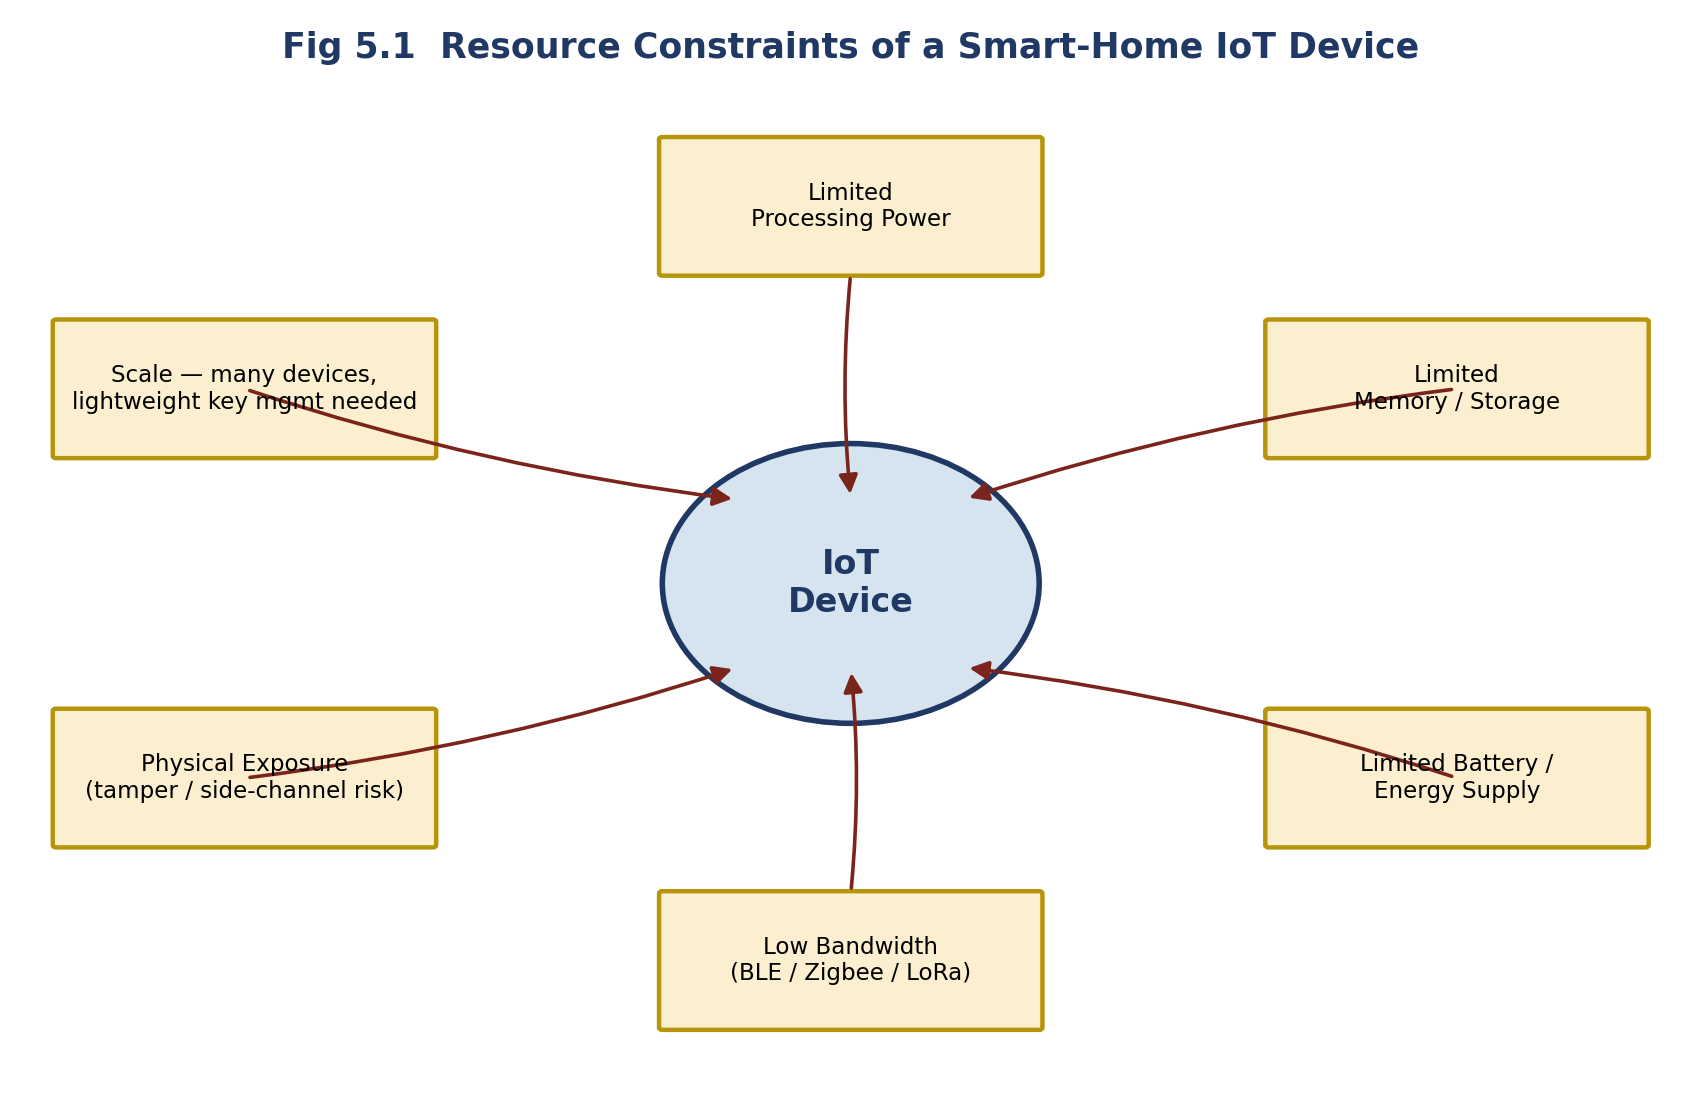 Fig 5.1  Resource Constraints of a Smart-Home IoT Device
Limited
Processing Power
Scale — many devices,
lightweight key mgmt needed
Limited
Memory / Storage
IoT
Device
Physical Exposure
(tamper / side-channel risk)
Limited Battery /
Energy Supply
Low Bandwidth
(BLE / Zigbee / LoRa)